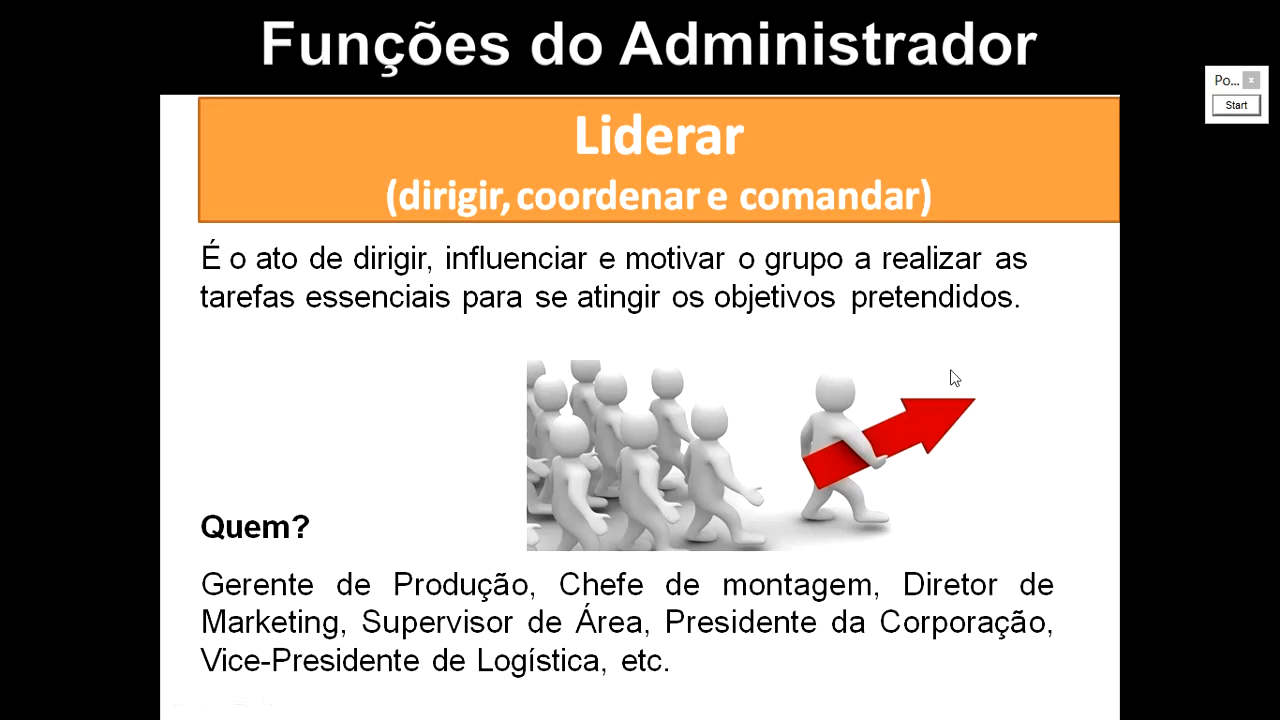 Funções do Administrador
Po... x
Start
Liderar
(dirigir, coordenar e comandar)
É o ato de dirigir, influenciar e motivar o grupo a realizar as
tarefas essenciais para se atingir os objetivos pretendidos.
Quem?
Gerente de Produção, Chefe de montagem, Diretor de
Marketing, Supervisor de Área, Presidente da Corporação,
Vice-Presidente de Logística, etc.